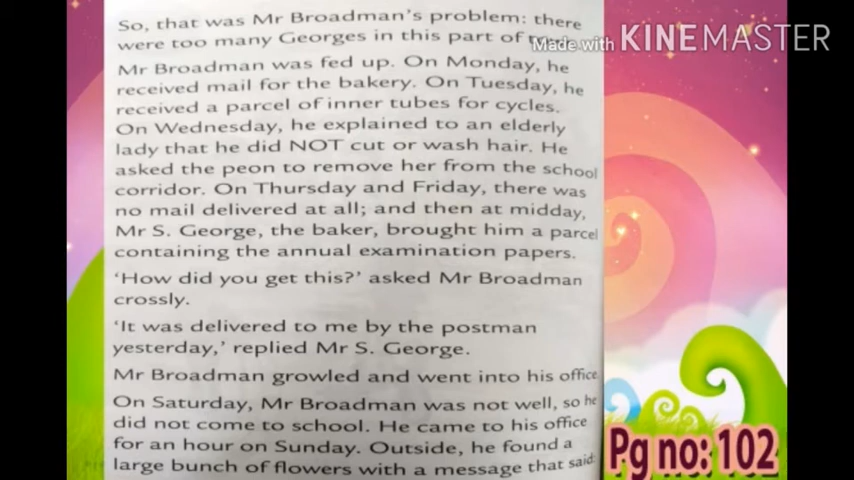 So, that was Mr Broadman's problem: there
were too many Georges in this part of
Made with KINEMASTER
Mr Broadman was fed up. On Monday, he
received mail for the bakery. On Tuesday, he
received a parcel of inner tubes for cycles.
On Wednesday, he explained to an elderly
lady that he did NOT cut or wash hair. He
asked the peon to remove her from the school
corridor. On Thursday and Friday, there was
no mail delivered at all; and then at midday,
Mr S. George, the baker, brought him a parcel
containing the annual examination papers.
'How did you get this?' asked Mr Broadman
crossly.
'It was delivered to me by the postman
yesterday,' replied Mr S. George.
Mr Broadman growled and went into his office.
On Saturday, Mr Broadman was not well, so he
did not come to school. He came to his office
for an hour on Sunday. Outside, he found a
large bunch of flowers with a message that said:
Pg no: 102